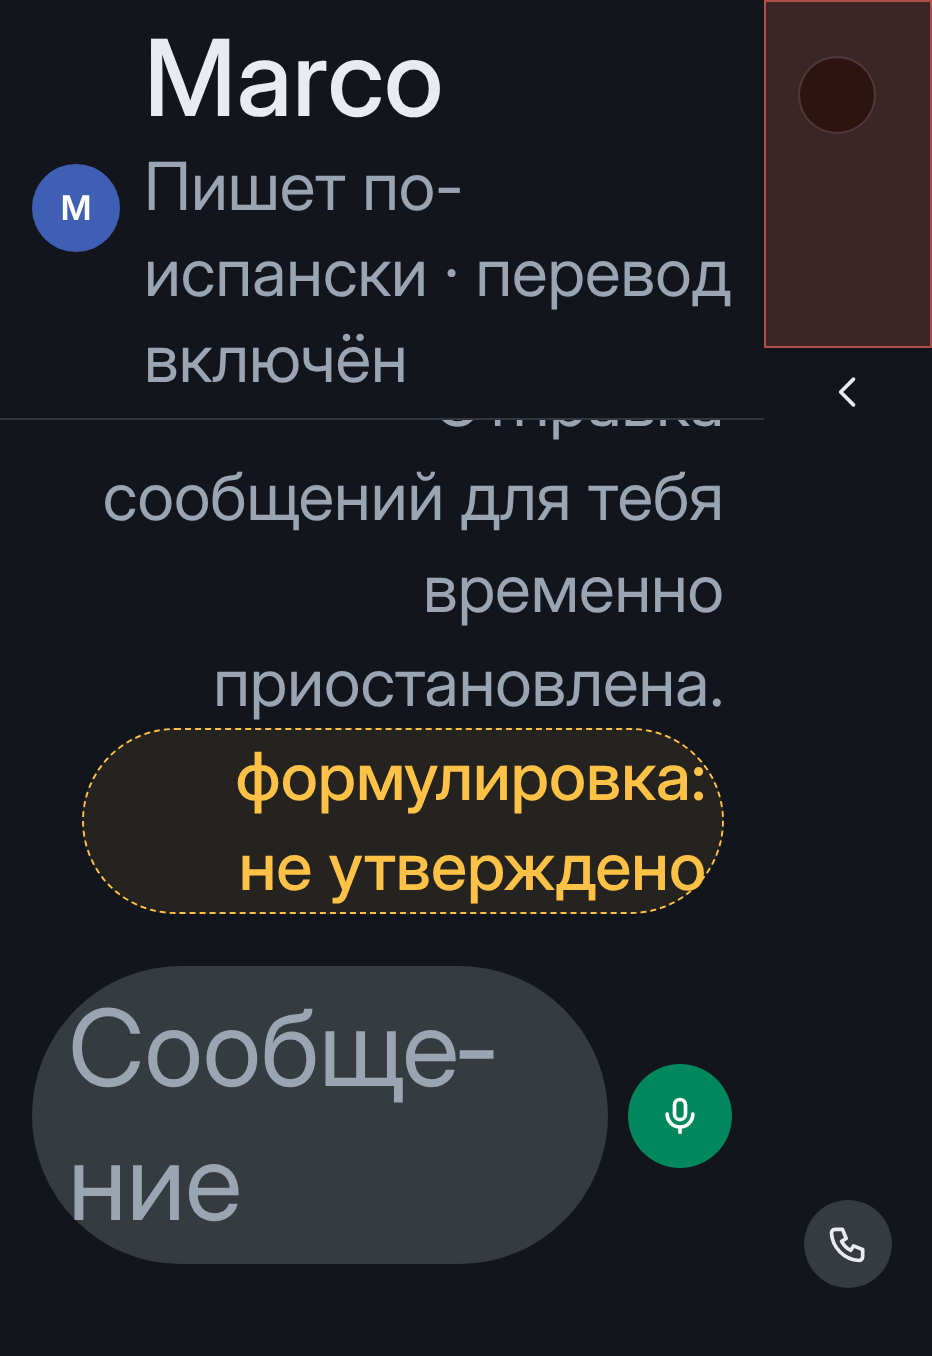 Marco
M
Пишет по-
испански · перевод
включён
сообщений для тебя
временно
приостановлена.
формулировка:
не утверждено
Сообще-
ние